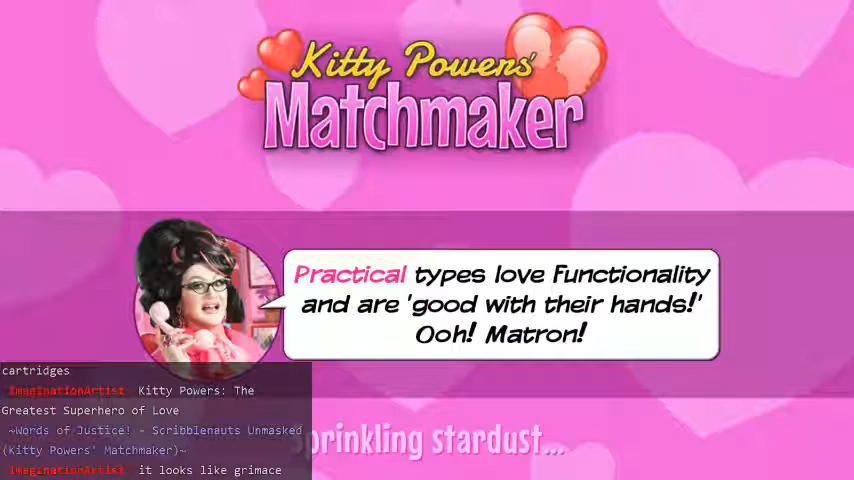 Kitty Powers'
Matchmaker
Practical types love Functionality
and are 'good with their hands!'
Ooh! Matron!
cartridges
ImaginationArtist Kitty Powers: The
Greatest Superhero of Love
~Words of Justice! - Scribblenauts Unmasked
(Kitty Powers' Matchmaker)~
ImaginationArtist it looks like grimace
Sprinkling stardust...